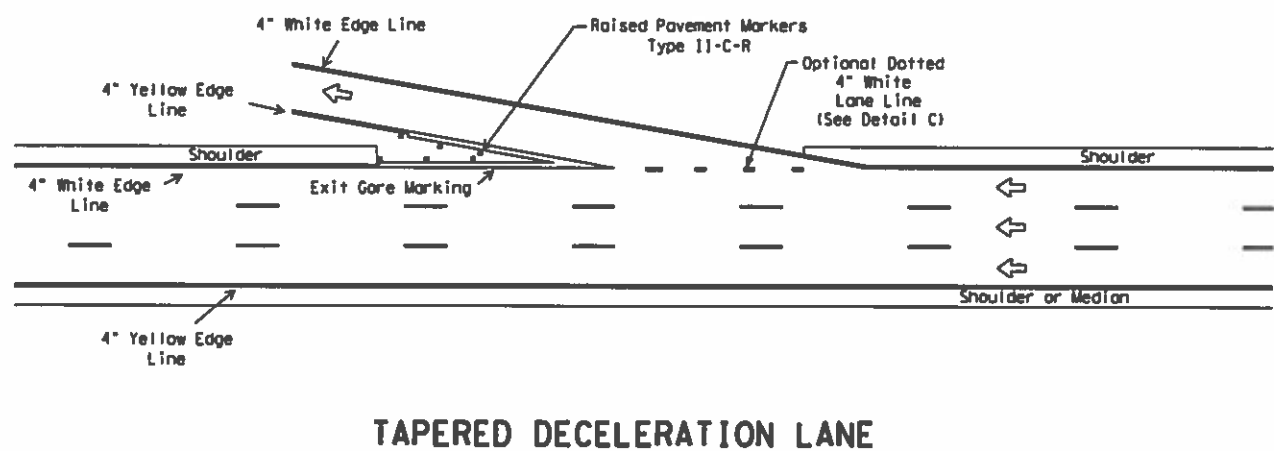 4" White Edge Line
Raised Pavement Markers
Type II-C-R
Optional Dotted
4" White
Lane Line
(See Detail C)
4" Yellow Edge
Line
Shoulder
Shoulder
4" White Edge
Line
Exit Gore Marking
Shoulder or Median
4" Yellow Edge
Line
TAPERED DECELERATION LANE